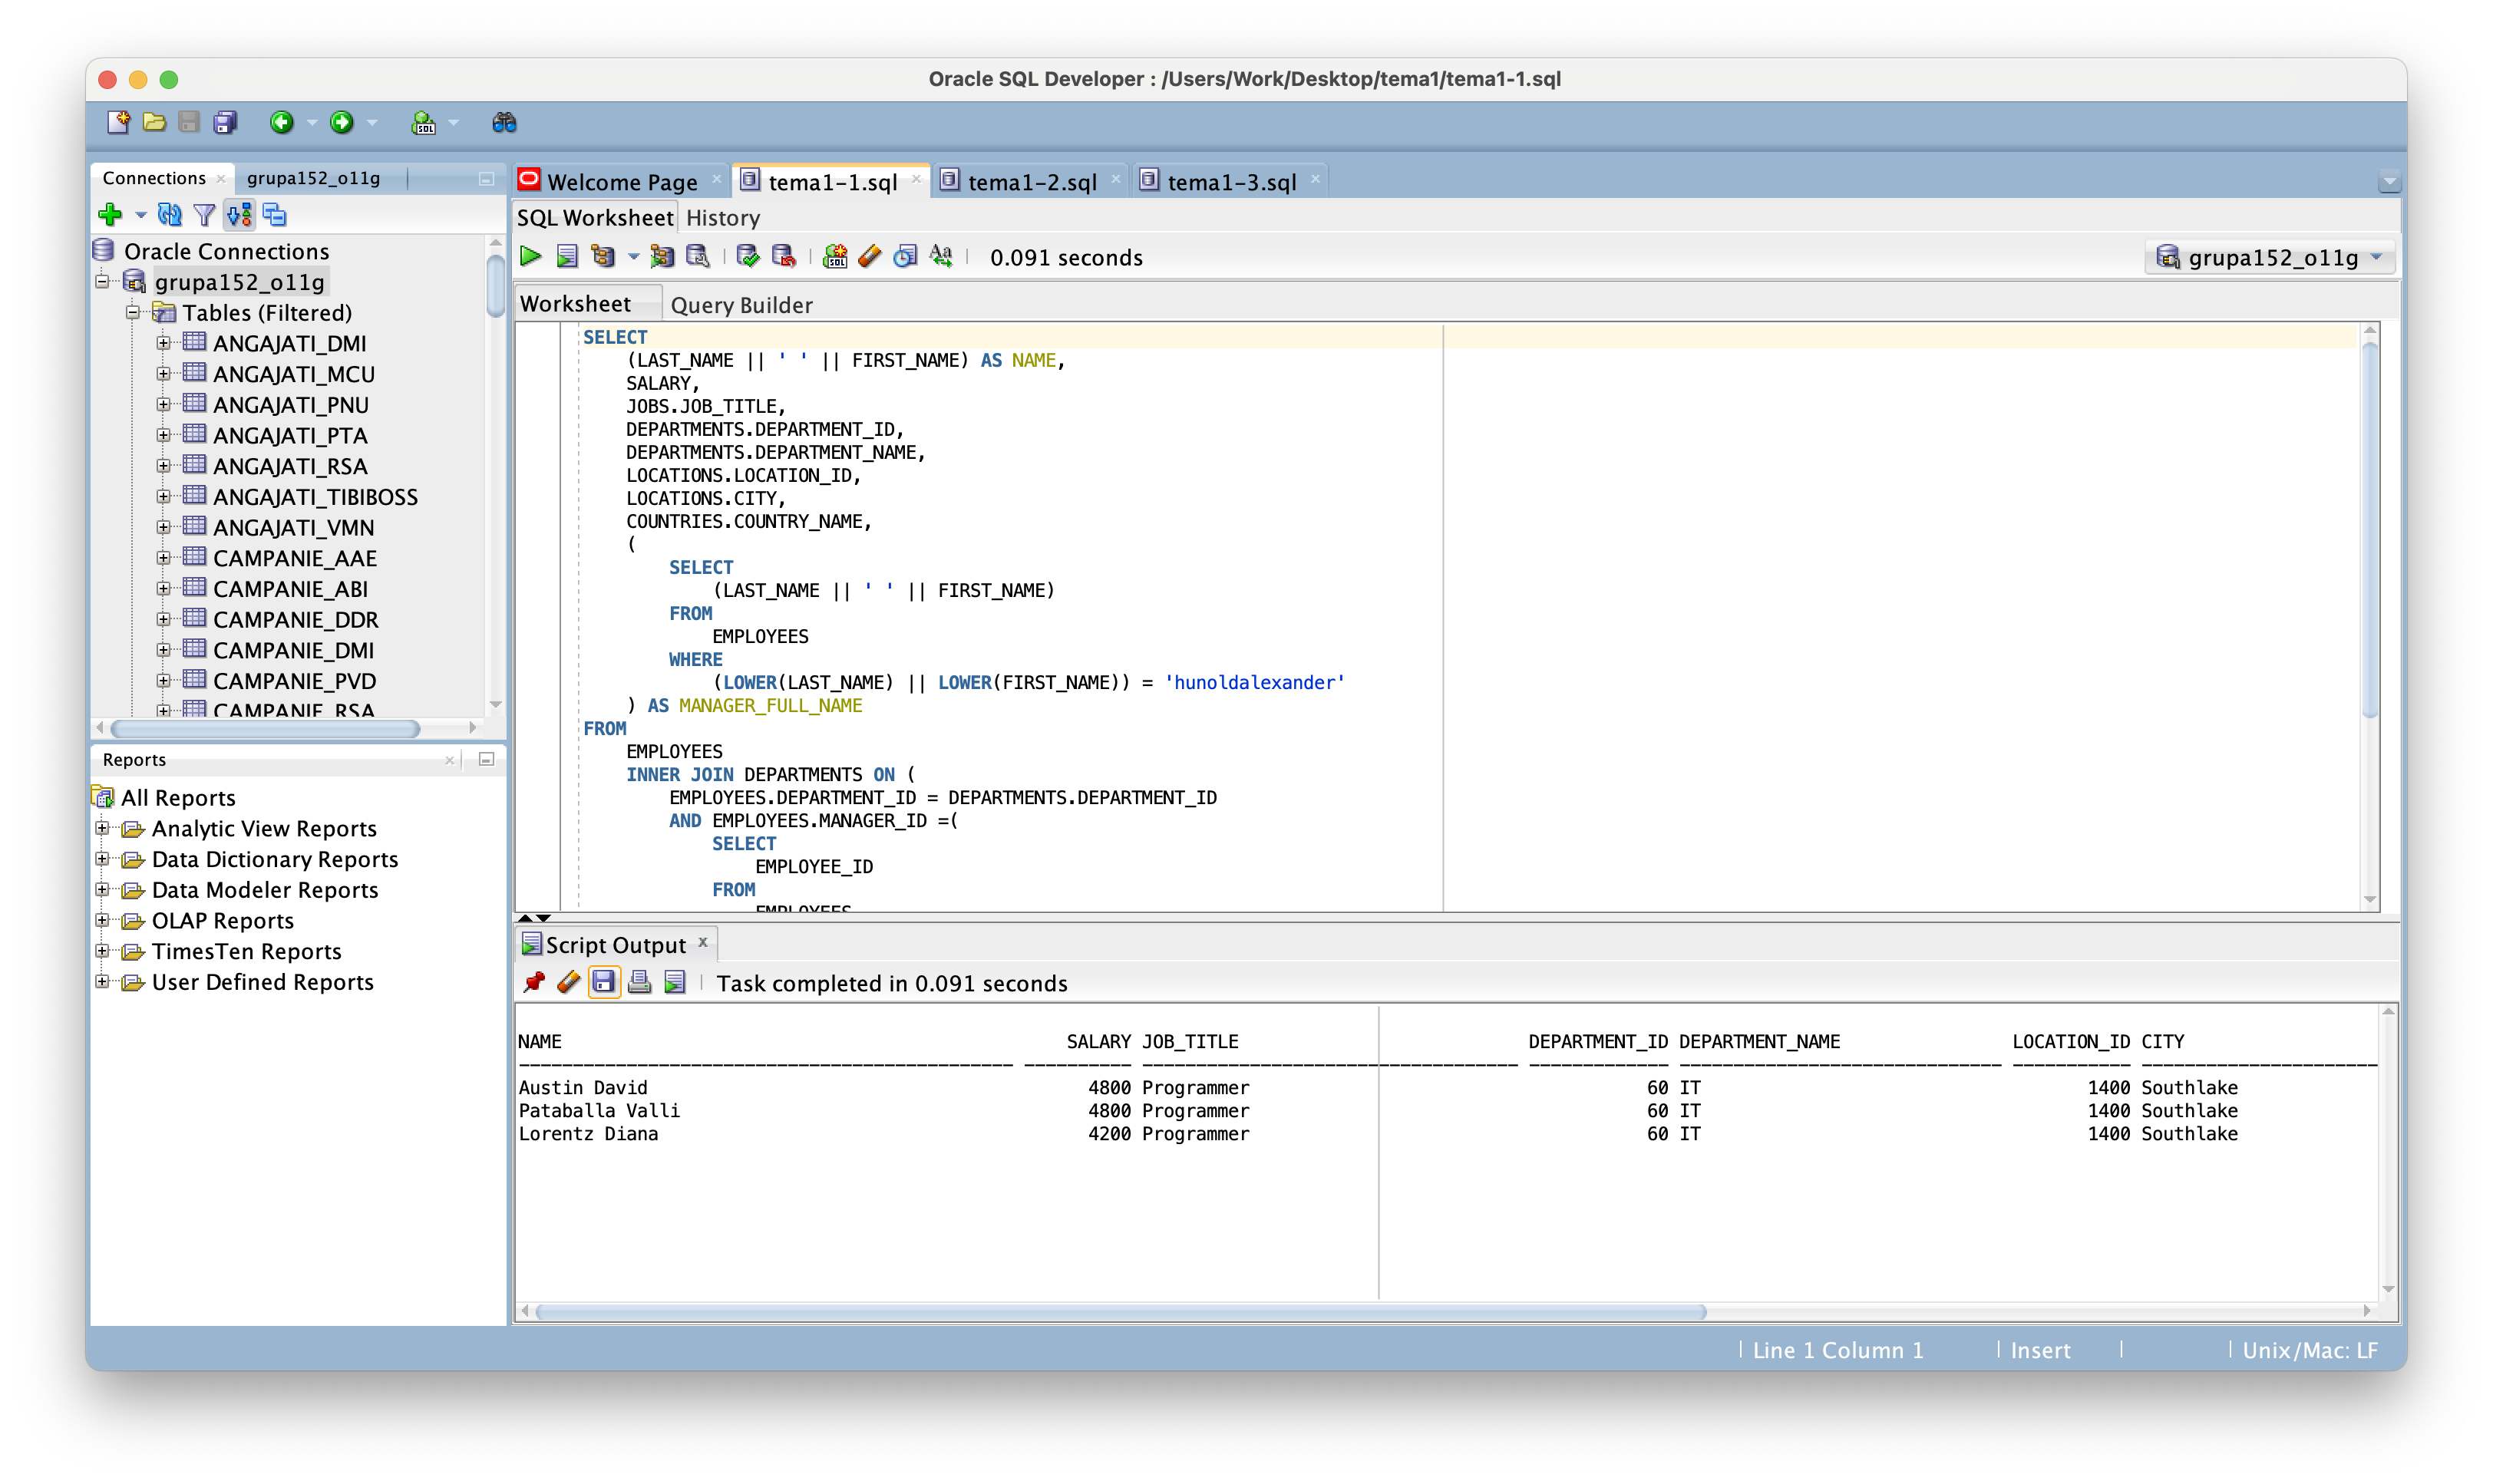 Oracle SQL Developer : /Users/Work/Desktop/tema1/tema1-1.sql
Connections
grupa152_o11g
Oracle Connections
grupa152_o11g
Tables (Filtered)
ANGAJATI_DMI
ANGAJATI_MCU
ANGAJATI_PNU
ANGAJATI_PTA
ANGAJATI_RSA
ANGAJATI_TIBIBOSS
ANGAJATI_VMN
CAMPANIE_AAE
CAMPANIE_ABI
CAMPANIE_DDR
CAMPANIE_DMI
CAMPANIE_PVD
CAMPANIE_RSA
Reports
All Reports
Analytic View Reports
Data Dictionary Reports
Data Modeler Reports
OLAP Reports
TimesTen Reports
User Defined Reports
Welcome Page
tema1-1.sql
tema1-2.sql
tema1-3.sql
SQL Worksheet History
0.091 seconds
grupa152_o11g
Worksheet Query Builder
SELECT
(LAST_NAME || ' ' || FIRST_NAME) AS NAME,
SALARY,
JOBS.JOB_TITLE,
DEPARTMENTS.DEPARTMENT_ID,
DEPARTMENTS.DEPARTMENT_NAME,
LOCATIONS.LOCATION_ID,
LOCATIONS.CITY,
COUNTRIES.COUNTRY_NAME,
(
SELECT
(LAST_NAME || ' ' || FIRST_NAME)
FROM
EMPLOYEES
WHERE
(LOWER(LAST_NAME) || LOWER(FIRST_NAME)) = 'hunoldalexander'
) AS MANAGER_FULL_NAME
FROM
EMPLOYEES
INNER JOIN DEPARTMENTS ON (
EMPLOYEES.DEPARTMENT_ID = DEPARTMENTS.DEPARTMENT_ID
AND EMPLOYEES.MANAGER_ID =(
SELECT
EMPLOYEE_ID
FROM
EMPLOYEES
Script Output
Task completed in 0.091 seconds
NAME SALARY JOB_TITLE DEPARTMENT_ID DEPARTMENT_NAME LOCATION_ID CITY
Austin David 4800 Programmer 60 IT 1400 Southlake
Pataballa Valli 4800 Programmer 60 IT 1400 Southlake
Lorentz Diana 4200 Programmer 60 IT 1400 Southlake
Line 1 Column 1
Insert
Unix/Mac: LF